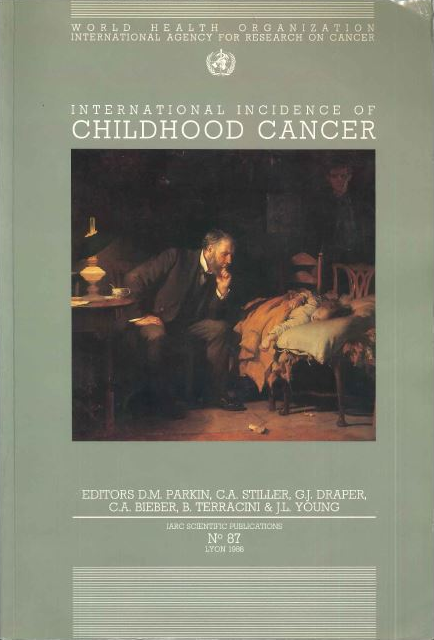 WORLD HEALTH ORGANIZATION
INTERNATIONAL AGENCY FOR RESEARCH ON CANCER
INTERNATIONAL INCIDENCE OF
CHILDHOOD CANCER
EDITORS D.M. PARKIN, C.A. STILLER, G.J. DRAPER,
C.A. BIEBER, B. TERRACINI & J.L. YOUNG
IARC SCIENTIFIC PUBLICATIONS
Nº 87
LYON 1988